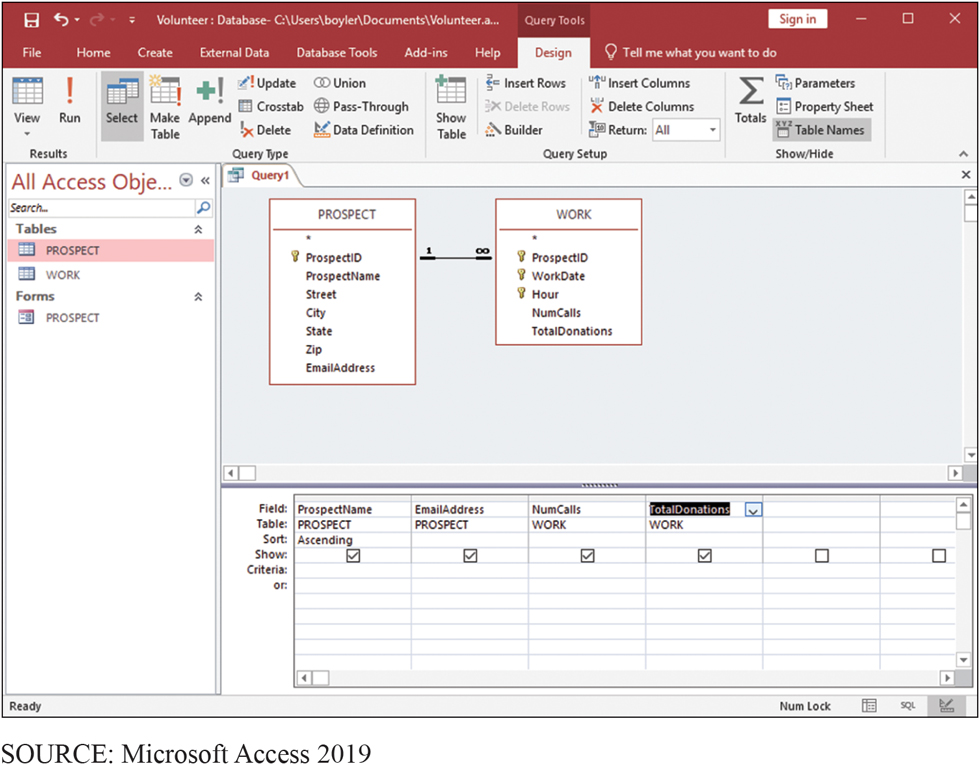 Volunteer : Database- C:\Users\boyler\Documents\Volunteer.a... Query Tools Sign in
File Home Create External Data Database Tools Add-ins Help Design Tell me what you want to do
View Run Select Make Table Append Update Crosstab Delete Union Pass-Through Data Definition Show Table Insert Rows Delete Rows Builder Insert Columns Delete Columns Return: All Totals Parameters Property Sheet XYZ Table Names
Results Query Type Query Setup Show/Hide
All Access Obje... «
Search...
Tables
PROSPECT
WORK
Forms
PROSPECT
Query1
PROSPECT
*
ProspectID
ProspectName
Street
City
State
Zip
EmailAddress
1 ∞
WORK
*
ProspectID
WorkDate
Hour
NumCalls
TotalDonations
Field: ProspectName EmailAddress NumCalls TotalDonations
Table: PROSPECT PROSPECT WORK WORK
Sort: Ascending
Show:
Criteria:
or:
Ready Num Lock SQL
SOURCE: Microsoft Access 2019